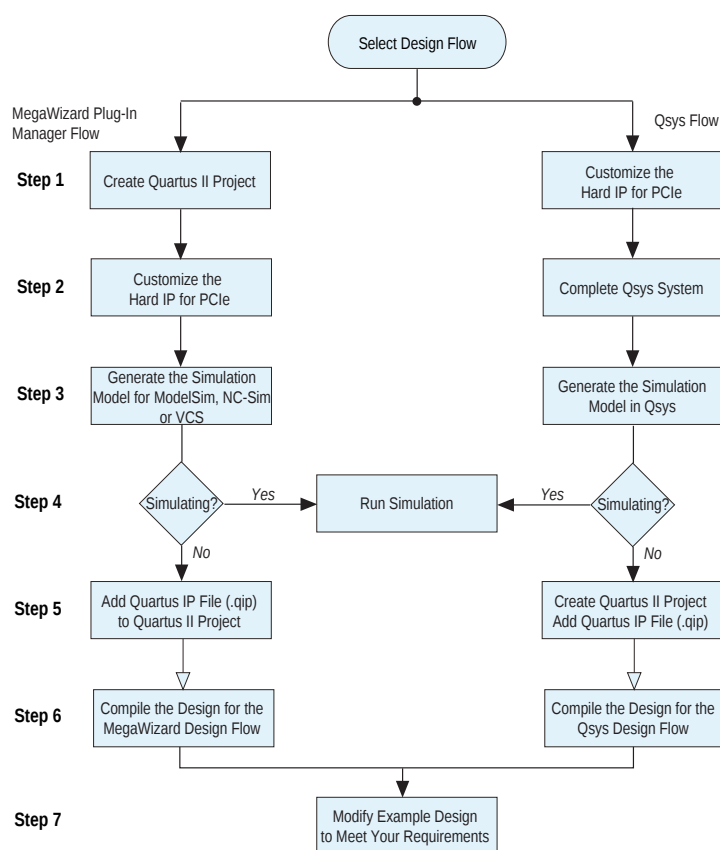 Select Design Flow
MegaWizard Plug-In
Manager Flow
Qsys Flow
Step 1
Create Quartus II Project
Customize the
Hard IP for PCIe
Step 2
Customize the
Hard IP for PCIe
Complete Qsys System
Step 3
Generate the Simulation
Model for ModelSim, NC-Sim
or VCS
Generate the Simulation
Model in Qsys
Step 4
Simulating?
Yes
Run Simulation
Yes
Simulating?
No
No
Step 5
Add Quartus IP File (.qip)
to Quartus II Project
Create Quartus II Project
Add Quartus IP File (.qip)
Step 6
Compile the Design for the
MegaWizard Design Flow
Compile the Design for the
Qsys Design Flow
Step 7
Modify Example Design
to Meet Your Requirements